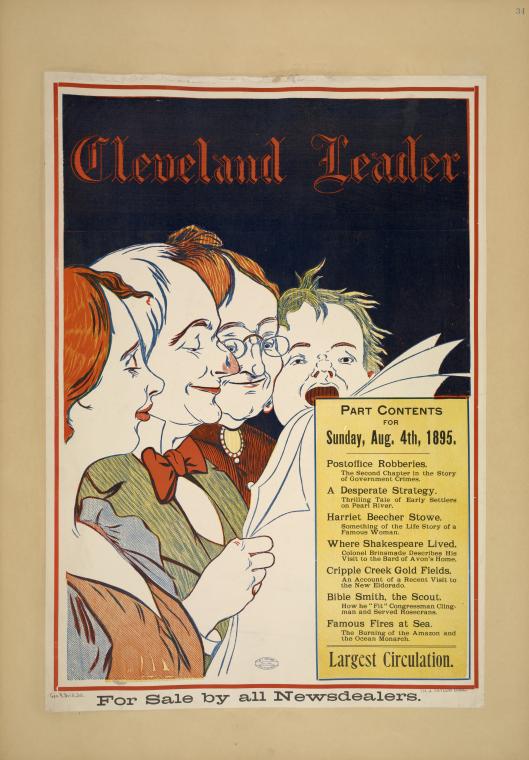 34
Cleveland Leader
PART CONTENTS
FOR
Sunday, Aug. 4th, 1895.
Postoffice Robberies.
The Second Chapter in the Story
of Government Crimes.
A Desperate Strategy.
Thrilling Tale of Early Settlers
on Pearl River.
Harriet Beecher Stowe.
Something of the Life Story of a
Famous Woman.
Where Shakespeare Lived.
Colonel Brinsmade Describes His
Visit to the Bard of Avon's Home.
Cripple Creek Gold Fields.
An Account of a Recent Visit to
the New Eldorado.
Bible Smith, the Scout.
How he "Fit" Congressman Cling-
man and Served Rosecrans.
Famous Fires at Sea.
The Burning of the Amazon and
the Ocean Monarch.
Largest Circulation.
For Sale by all Newsdealers.